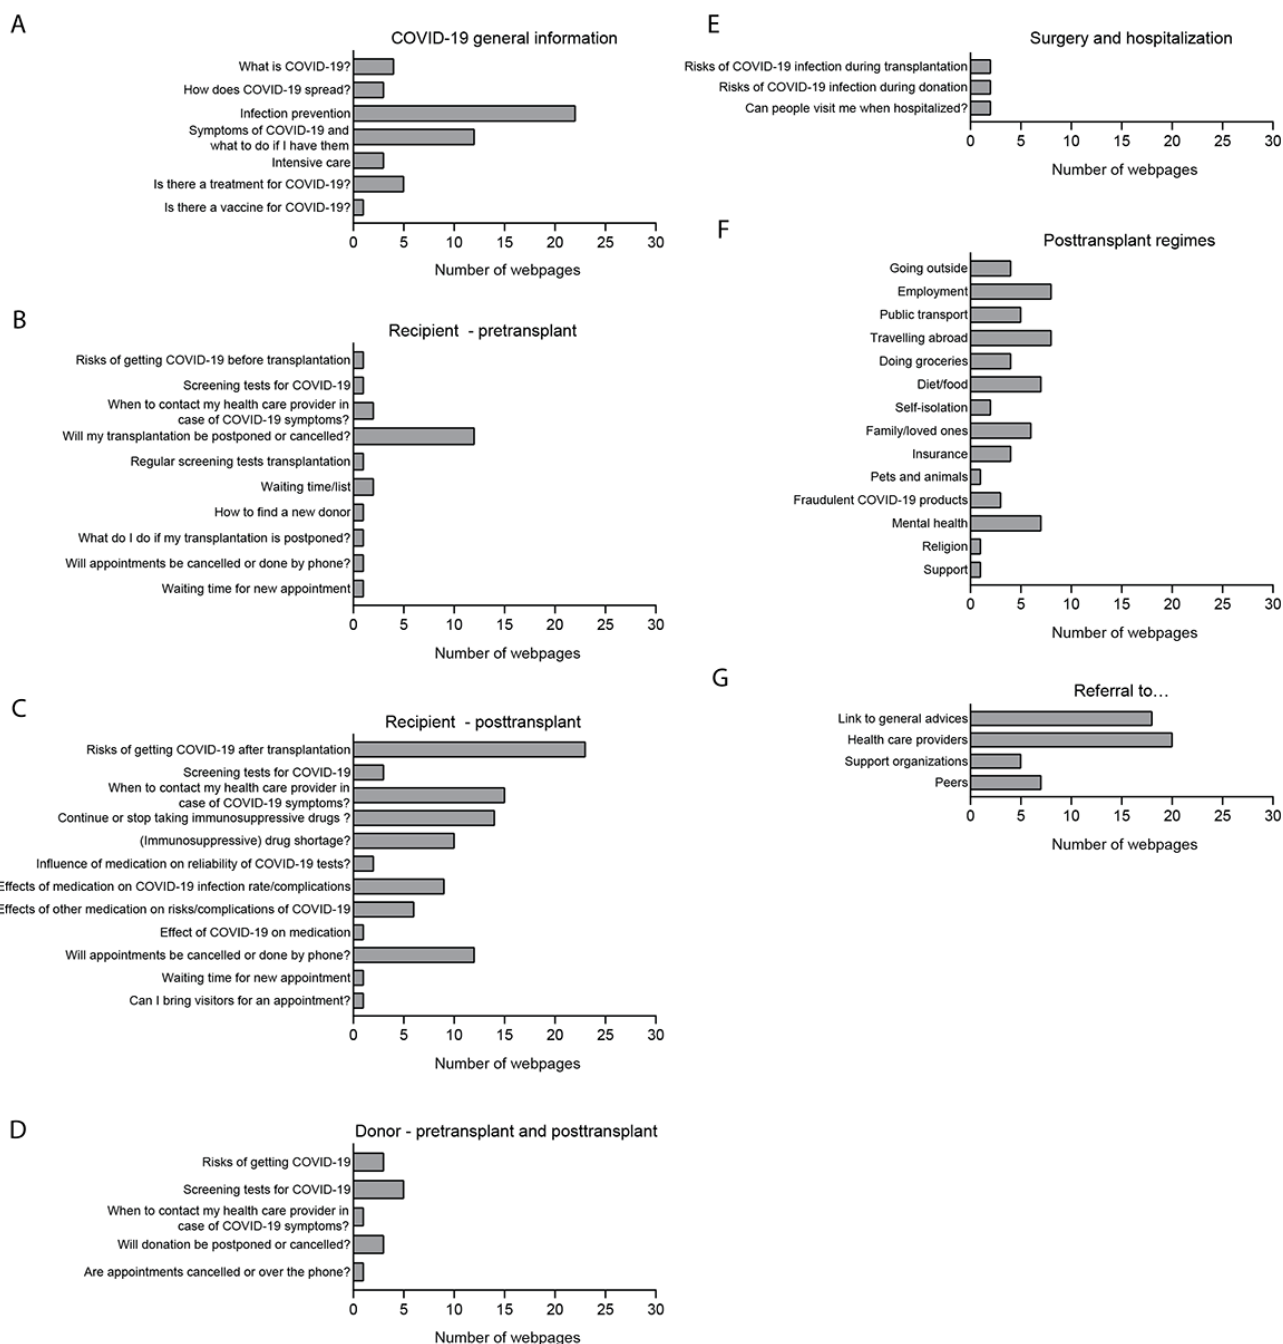 A
COVID-19 general information
What is COVID-19?
How does COVID-19 spread?
Infection prevention
Symptoms of COVID-19 and
what to do if I have them
Intensive care
Is there a treatment for COVID-19?
Is there a vaccine for COVID-19?
0 5 10 15 20 25 30
Number of webpages
B
Recipient - pretransplant
Risks of getting COVID-19 before transplantation
Screening tests for COVID-19
When to contact my health care provider in
case of COVID-19 symptoms?
Will my transplantation be postponed or cancelled?
Regular screening tests transplantation
Waiting time/list
How to find a new donor
What do I do if my transplantation is postponed?
Will appointments be cancelled or done by phone?
Waiting time for new appointment
0 5 10 15 20 25 30
Number of webpages
C
Recipient - posttransplant
Risks of getting COVID-19 after transplantation
Screening tests for COVID-19
When to contact my health care provider in
case of COVID-19 symptoms?
Continue or stop taking immunosuppressive drugs ?
(Immunosuppressive) drug shortage?
Influence of medication on reliability of COVID-19 tests?
Effects of medication on COVID-19 infection rate/complications
Effects of other medication on risks/complications of COVID-19
Effect of COVID-19 on medication
Will appointments be cancelled or done by phone?
Waiting time for new appointment
Can I bring visitors for an appointment?
0 5 10 15 20 25 30
Number of webpages
D
Donor - pretransplant and posttransplant
Risks of getting COVID-19
Screening tests for COVID-19
When to contact my health care provider in
case of COVID-19 symptoms?
Will donation be postponed or cancelled?
Are appointments cancelled or over the phone?
0 5 10 15 20 25 30
Number of webpages
E
Surgery and hospitalization
Risks of COVID-19 infection during transplantation
Risks of COVID-19 infection during donation
Can people visit me when hospitalized?
0 5 10 15 20 25 30
Number of webpages
F
Posttransplant regimes
Going outside
Employment
Public transport
Travelling abroad
Doing groceries
Diet/food
Self-isolation
Family/loved ones
Insurance
Pets and animals
Fraudulent COVID-19 products
Mental health
Religion
Support
0 5 10 15 20 25 30
Number of webpages
G
Referral to…
Link to general advices
Health care providers
Support organizations
Peers
0 5 10 15 20 25 30
Number of webpages